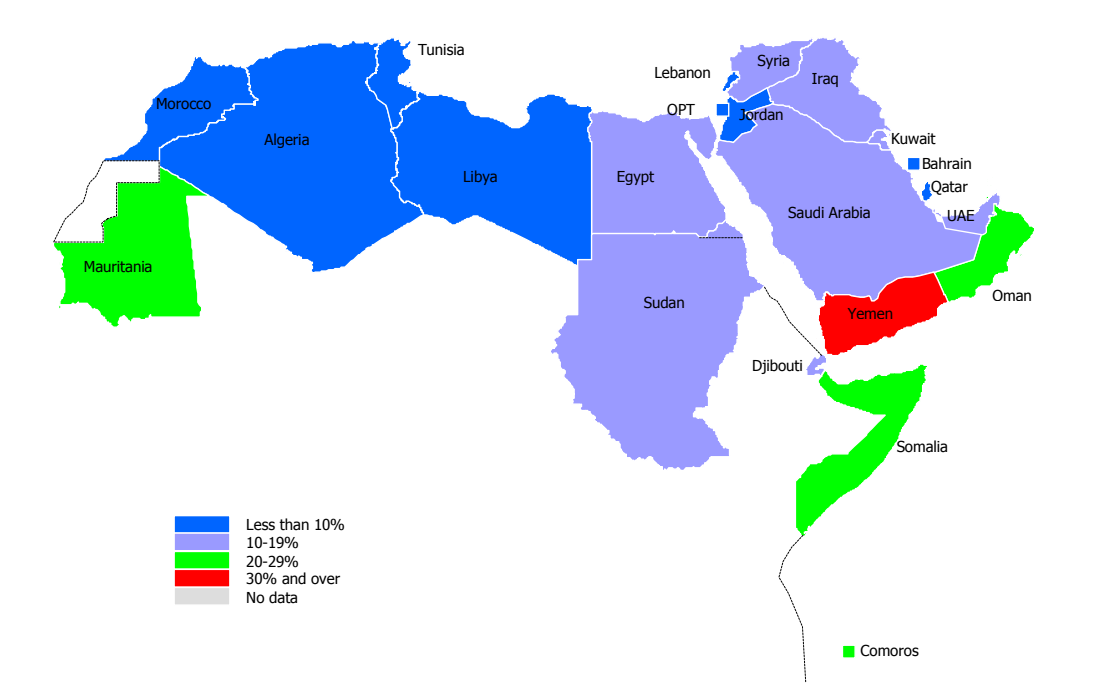 Tunisia
Syria
Lebanon
Iraq
Morocco
OPT
Jordan
Algeria
Kuwait
Bahrain
Libya
Egypt
Qatar
Saudi Arabia
UAE
Mauritania
Oman
Sudan
Yemen
Djibouti
Somalia
Less than 10%
10-19%
20-29%
30% and over
No data
Comoros